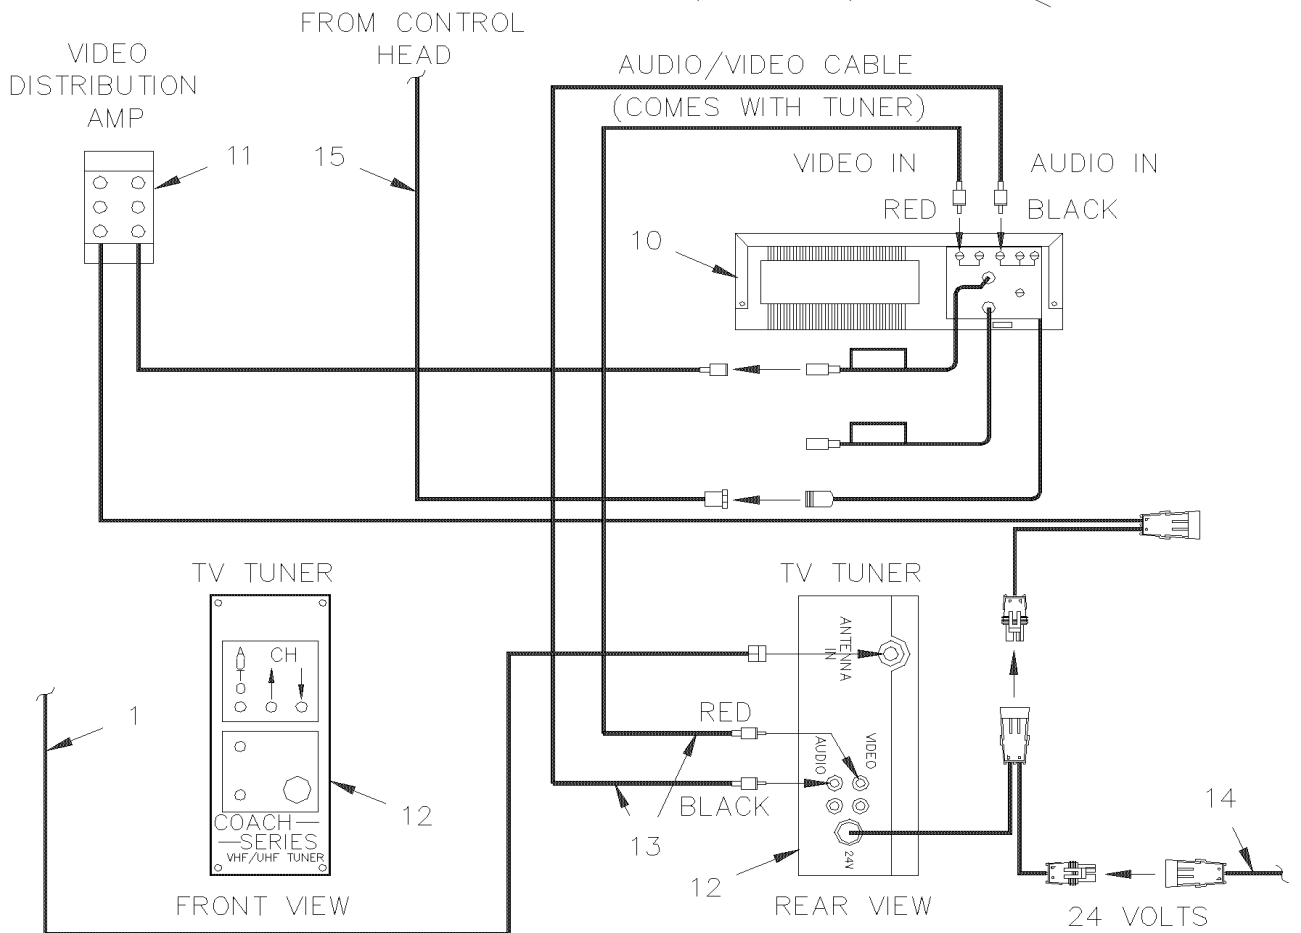 FROM CONTROL
HEAD
VIDEO
DISTRIBUTION
AMP
AUDIO/VIDEO CABLE
(COMES WITH TUNER)
11
15
VIDEO IN
AUDIO IN
RED
BLACK
10
TV TUNER
TV TUNER
A
U
T
O
CH
ANTENNA
IN
1
RED
AUDIO
VIDEO
12
BLACK
COACH
SERIES
VHF/UHF TUNER
13
24V
14
12
FRONT VIEW
REAR VIEW
24 VOLTS